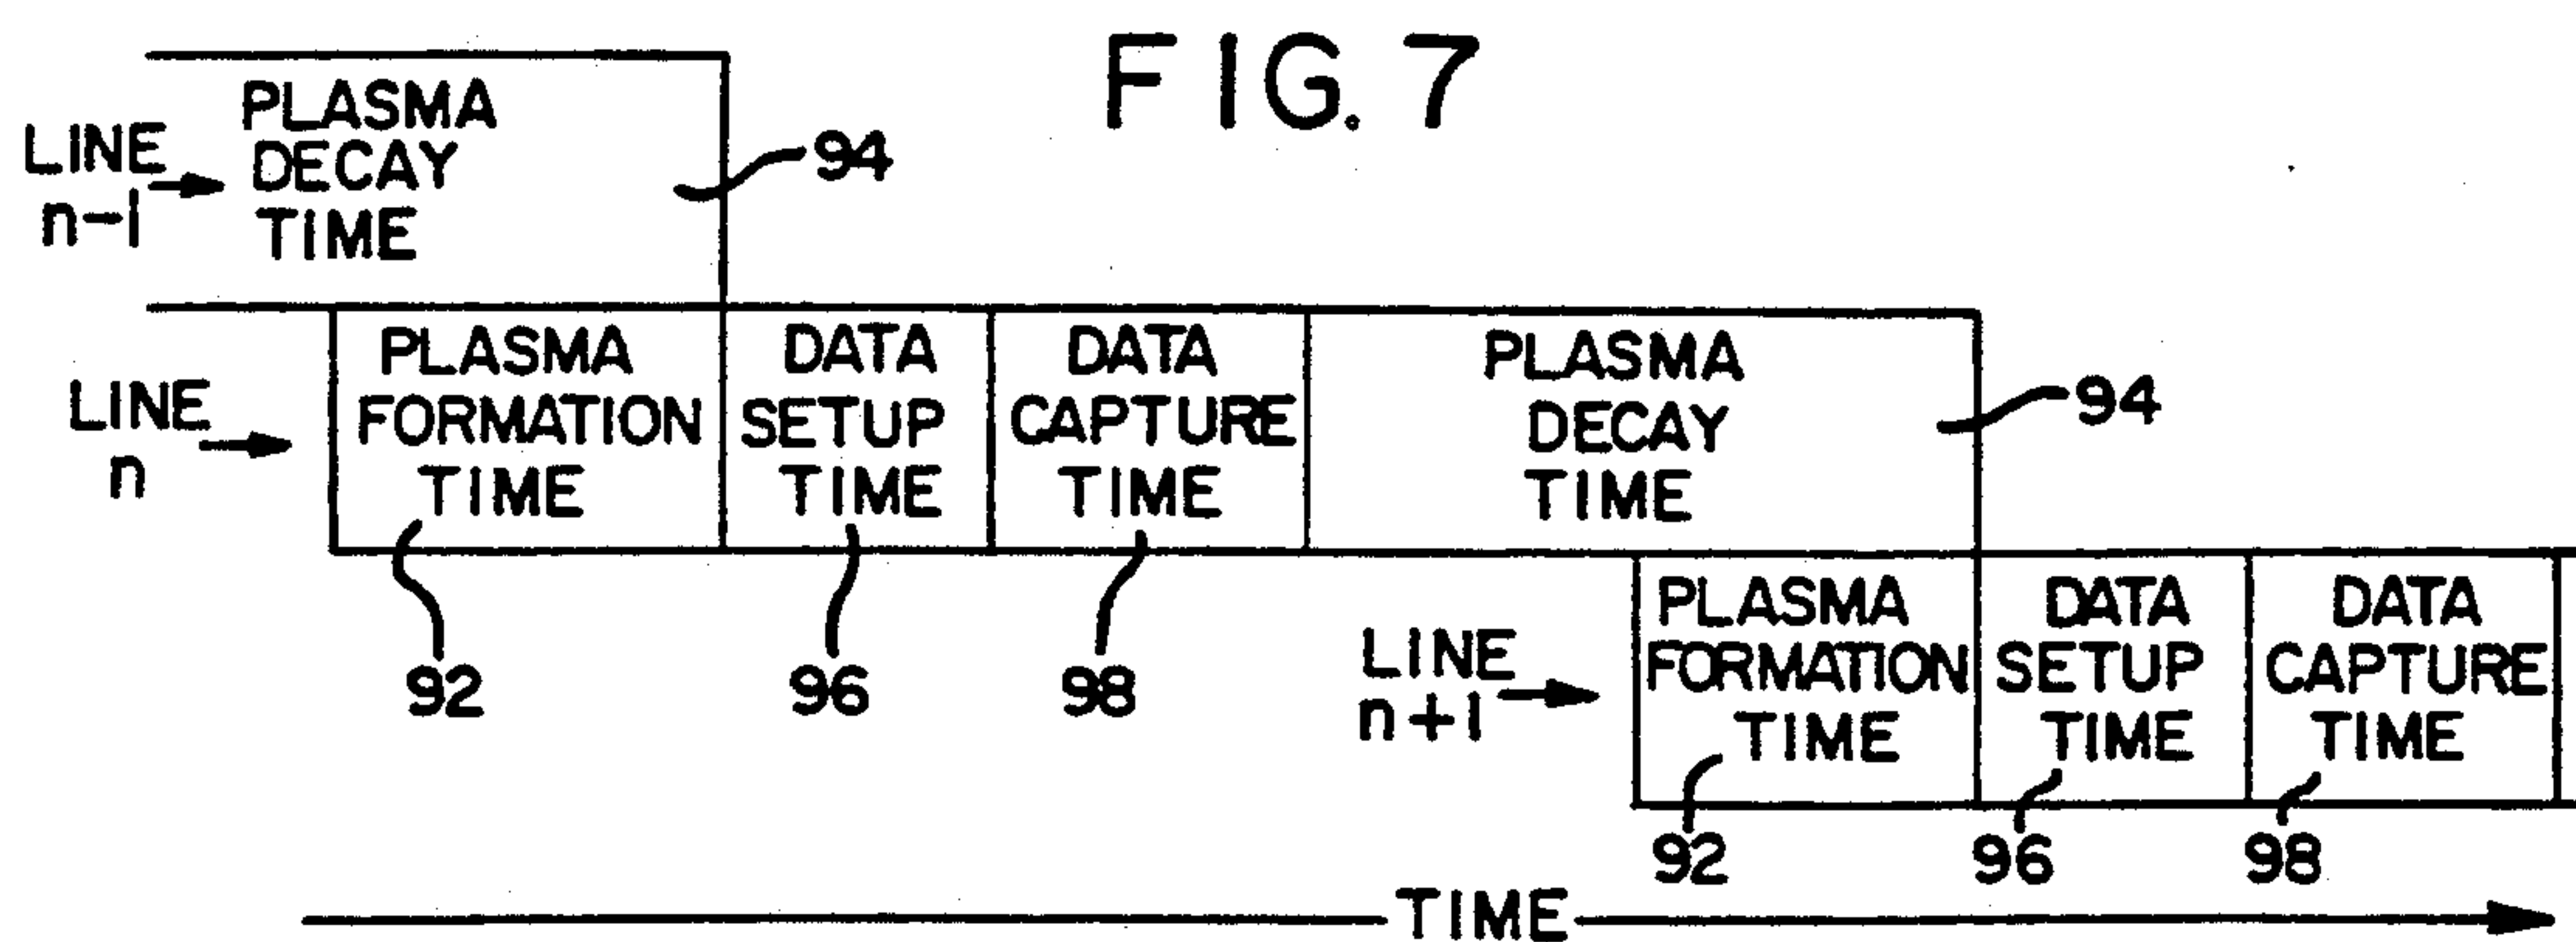 FIG. 7
LINE
n-1
PLASMA
DECAY
TIME
94
LINE
n
PLASMA
FORMATION
TIME
DATA
SETUP
TIME
DATA
CAPTURE
TIME
PLASMA
DECAY
TIME
94
92
96
98
LINE
n+1
PLASMA
FORMATION
TIME
DATA
SETUP
TIME
DATA
CAPTURE
TIME
92
96
98
TIME